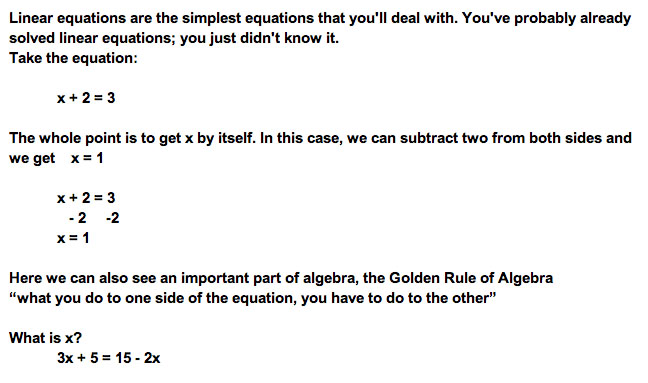 Linear equations are the simplest equations that you'll deal with. You've probably already
solved linear equations; you just didn't know it.
Take the equation:
x + 2 = 3
The whole point is to get x by itself. In this case, we can subtract two from both sides and
we get x = 1
x + 2 = 3
- 2 -2
x = 1
Here we can also see an important part of algebra, the Golden Rule of Algebra
“what you do to one side of the equation, you have to do to the other”
What is x?
3x + 5 = 15 - 2x